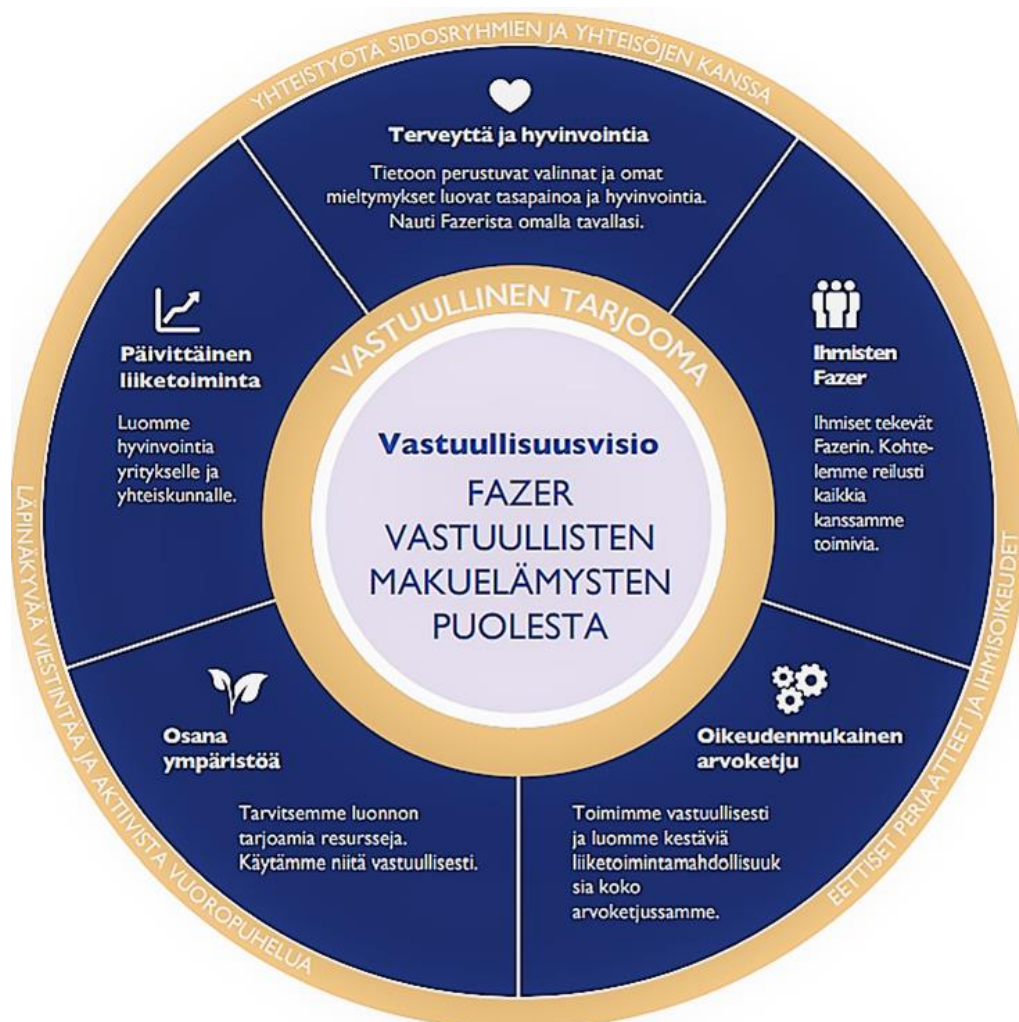 YHTEISTYÖTÄ SIDOSRYHMIEN JA YHTEISÖJEN KANSSA
Terveyttä ja hyvinvointia
Tietoon perustuvat valinnat ja omat
mieltymykset luovat tasapainoa ja hyvinvointia.
Nauti Fazerista omalla tavallasi.
Ihmisten
Fazer
Ihmiset tekevät
Fazerin. Kohte-
lemme reilusti
kaikkia
kanssamme
toimivia.
Oikeudenmukainen
arvoketju
Toimimme vastuullisesti
ja luomme kestäviä
liiketoimintamahdollisuuk
sia koko
arvoketjussamme.
Osana
ympäristöä
Tarvitsemme luonnon
tarjoamia resursseja.
Käytämme niitä vastuullisesti.
Päivittäinen
liiketoiminta
Luomme
hyvinvointia
yritykselle ja
yhteiskunnalle.
VASTUULLINEN TARJOOMA
Vastuullisuusvisio
FAZER
VASTUULLISTEN
MAKUELÄMYSTEN
PUOLESTA
EETTISET PERIAATTEET JA IHMISOIKEUDET
LÄPINÄKYVÄÄ VIESTINTÄÄ JA AKTIIVISTA VUOROPUHELUA